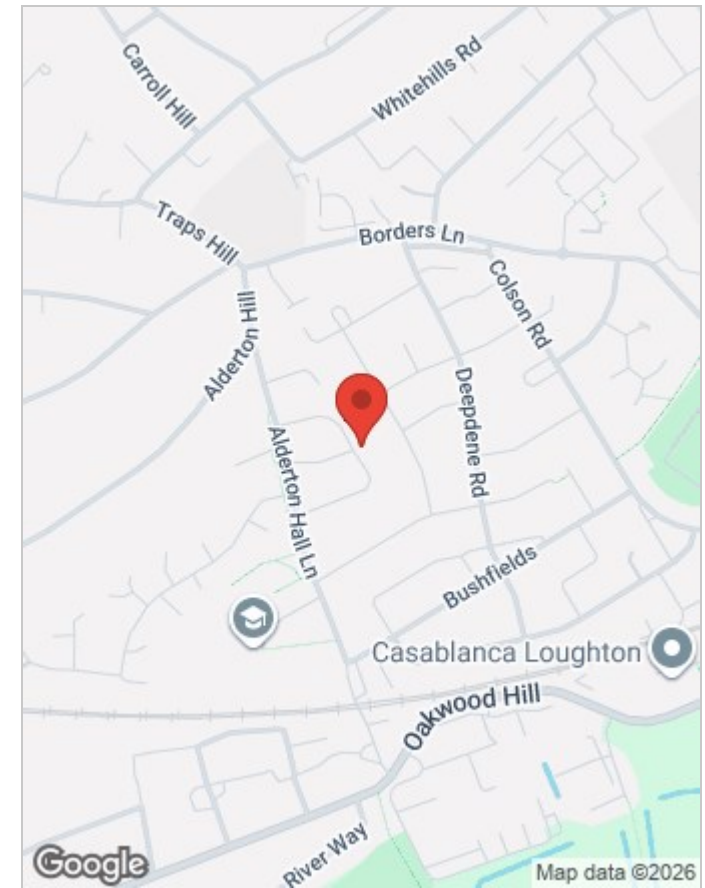 Carroll Hill
Whitehills Rd
Traps Hill
Borders Ln
Colson Rd
Alderton Hill
Deepdene Rd
Alderton Hall Ln
Bushfields
Casablanca Loughton
Oakwood Hill
River Way
Google
Map data ©2026